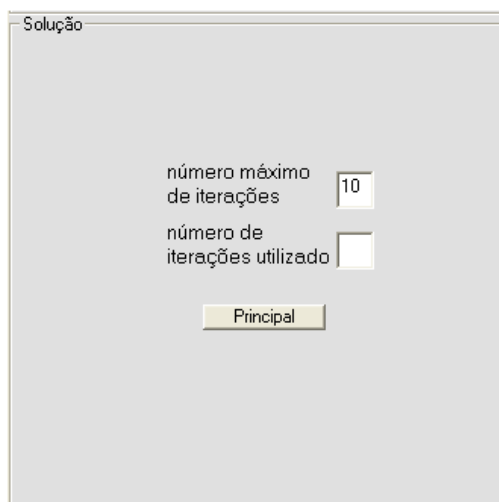 Solução
número máximo
de iterações
10
número de
iterações utilizado
Principal